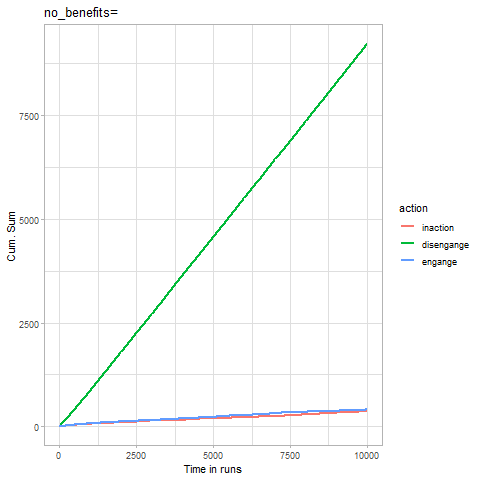 no_benefits=
7500
5000
2500
0
Cum. Sum
0
2500
5000
7500
10000
Time in runs
action
inaction
disengange
engange